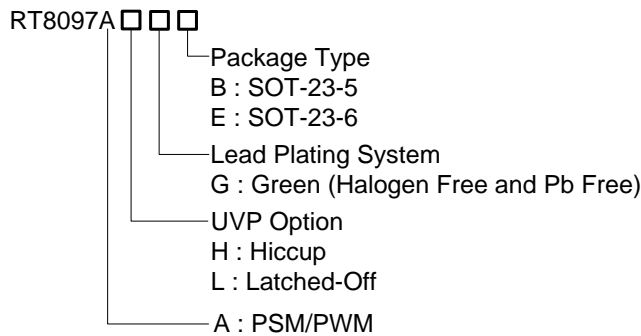 RT8097A
Package Type
B : SOT-23-5
E : SOT-23-6
Lead Plating System
G : Green (Halogen Free and Pb Free)
UVP Option
H : Hiccup
L : Latched-Off
A : PSM/PWM